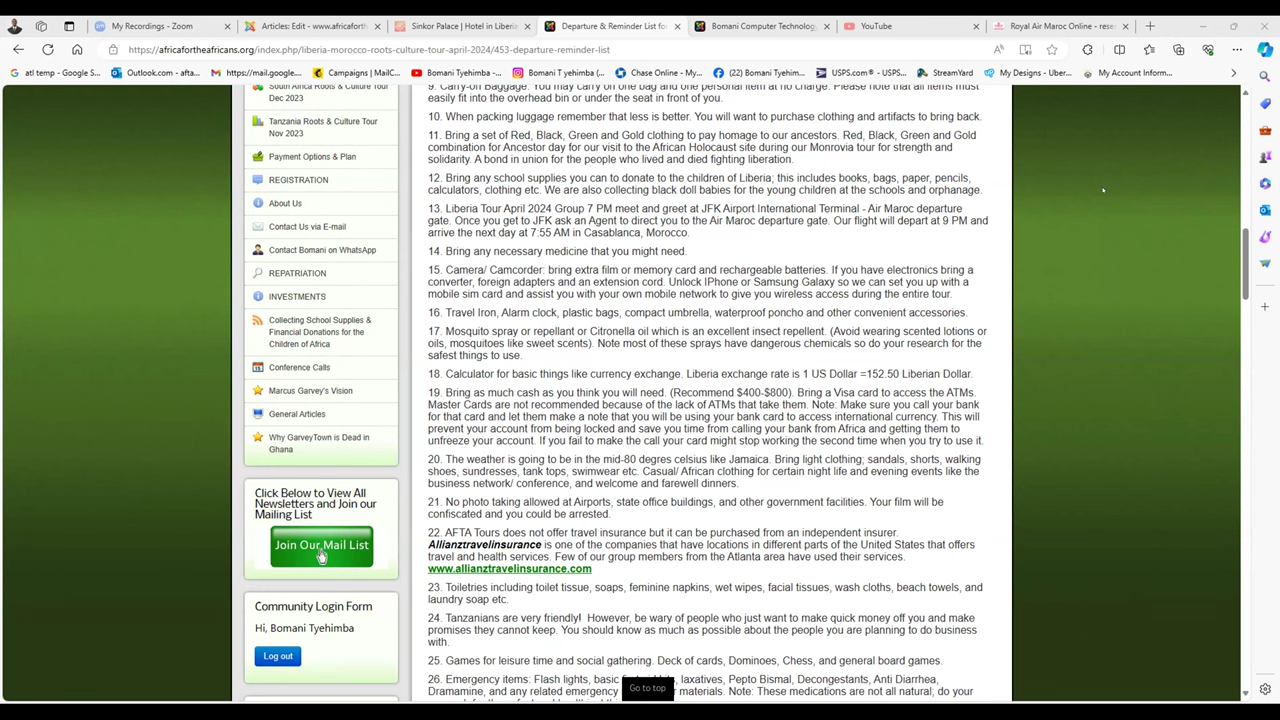 My Recordings - Zoom
Articles: Edit - www.africaforth
Sinkor Palace | Hotel in Liberia
Departure & Reminder List for
Bomani Computer Technology
YouTube
Royal Air Maroc Online - rese
https://africafortheafricans.org/index.php/liberia-morocco-roots-culture-tour-april-2024/453-departure-reminder-list
atl temp - Google S...
Outlook.com - afta...
https://mail.google....
Campaigns | MailC...
Bomani Tyehimba -...
Bomani T yehimba (...
Chase Online - My...
(22) Bomani Tyehim...
USPS.com® - USPS...
StreamYard
My Designs - Uber...
My Account Inform...
South Africa Roots & Culture Tour
Dec 2023
Tanzania Roots & Culture Tour
Nov 2023
Payment Options & Plan
REGISTRATION
About Us
Contact Us via E-mail
Contact Bomani on WhatsApp
REPATRIATION
INVESTMENTS
Collecting School Supplies &
Financial Donations for the
Children of Africa
Conference Calls
Marcus Garvey's Vision
General Articles
Why GarveyTown is Dead in
Ghana
Click Below to View All
Newsletters and Join our
Mailing List
Join Our Mail List
Community Login Form
Hi, Bomani Tyehimba
Log out
9. Carry-on Baggage: You may carry on one bag and one personal item at no charge. Please note that all items must
easily fit into the overhead bin or under the seat in front of you.
10. When packing luggage remember that less is better. You will want to purchase clothing and artifacts to bring back.
11. Bring a set of Red, Black, Green and Gold clothing to pay homage to our ancestors. Red, Black, Green and Gold
combination for Ancestor day for our visit to the African Holocaust site during our Monrovia tour for strength and
solidarity. A bond in union for the people who lived and died fighting liberation.
12. Bring any school supplies you can to donate to the children of Liberia; this includes books, bags, paper, pencils,
calculators, clothing etc. We are also collecting black doll babies for the young children at the schools and orphanage.
13. Liberia Tour April 2024 Group 7 PM meet and greet at JFK Airport International Terminal - Air Maroc departure
gate. Once you get to JFK ask an Agent to direct you to the Air Maroc departure gate. Our flight will depart at 9 PM and
arrive the next day at 7:55 AM in Casablanca, Morocco.
14. Bring any necessary medicine that you might need.
15. Camera/ Camcorder: bring extra film or memory card and rechargeable batteries. If you have electronics bring a
converter, foreign adapters and an extension cord. Unlock IPhone or Samsung Galaxy so we can set you up with a
mobile sim card and assist you with your own mobile network to give you wireless access during the entire tour.
16. Travel Iron, Alarm clock, plastic bags, compact umbrella, waterproof poncho and other convenient accessories.
17. Mosquito spray or repellant or Citronella oil which is an excellent insect repellent. (Avoid wearing scented lotions or
oils, mosquitoes like sweet scents). Note most of these sprays have dangerous chemicals so do your research for the
safest things to use.
18. Calculator for basic things like currency exchange. Liberia exchange rate is 1 US Dollar =152.50 Liberian Dollar.
19. Bring as much cash as you think you will need. (Recommend $400-$800). Bring a Visa card to access the ATMs.
Master Cards are not recommended because of the lack of ATMs that take them. Note: Make sure you call your bank
for that card and let them make a note that you will be using your bank card to access international currency. This will
prevent your account from being locked and save you time from calling your bank from Africa and getting them to
unfreeze your account. If you fail to make the call your card might stop working the second time when you try to use it.
20. The weather is going to be in the mid-80 degres celsius like Jamaica. Bring light clothing; sandals, shorts, walking
shoes, sundresses, tank tops, swimwear etc. Casual/ African clothing for certain night life and evening events like the
business network/ conference, and welcome and farewell dinners.
21. No photo taking allowed at Airports, state office buildings, and other government facilities. Your film will be
confiscated and you could be arrested.
22. AFTA Tours does not offer travel insurance but it can be purchased from an independent insurer.
Allianztravelinsurance is one of the companies that have locations in different parts of the United States that offers
travel and health services. Few of our group members from the Atlanta area have used their services.
www.allianztravelinsurance.com
23. Toiletries including toilet tissue, soaps, feminine napkins, wet wipes, facial tissues, wash cloths, beach towels, and
laundry soap etc.
24. Tanzanians are very friendly! However, be wary of people who just want to make quick money off you and make
promises they cannot keep. You should know as much as possible about the people you are planning to do business
with.
25. Games for leisure time and social gathering. Deck of cards, Dominoes, Chess, and general board games.
26. Emergency items: Flash lights, basic laxatives, Pepto Bismal, Decongestants, Anti Diarrhea,
Dramamine, and any related emergency materials. Note: These medications are not all natural; do your
Go to top